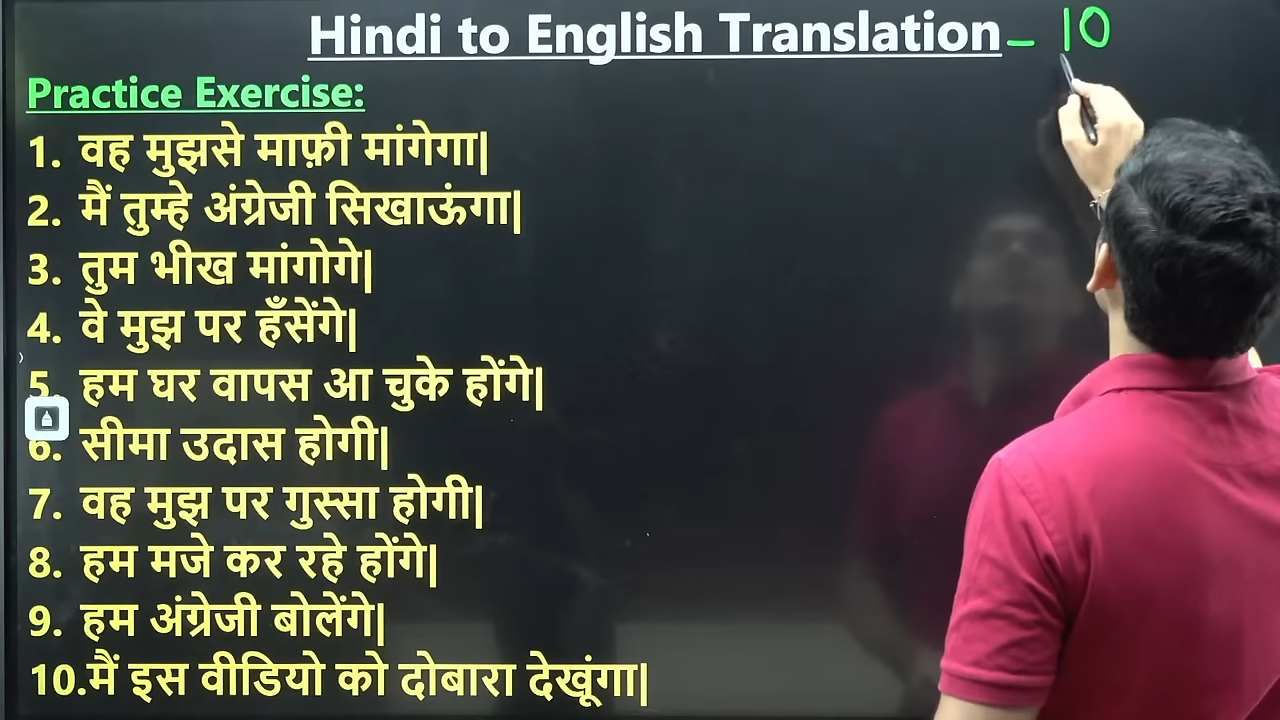 Hindi to English Translation – 10
Practice Exercise:
1. वह मुझसे माफ़ी मांगेगा|
2. मैं तुम्हे अंग्रेजी सिखाऊंगा|
3. तुम भीख मांगोगे|
4. वे मुझ पर हँसेंगे|
5. हम घर वापस आ चुके होंगे|
6. सीमा उदास होगी|
7. वह मुझ पर गुस्सा होगी|
8. हम मजे कर रहे होंगे|
9. हम अंग्रेजी बोलेंगे|
10.मैं इस वीडियो को दोबारा देखूंगा|